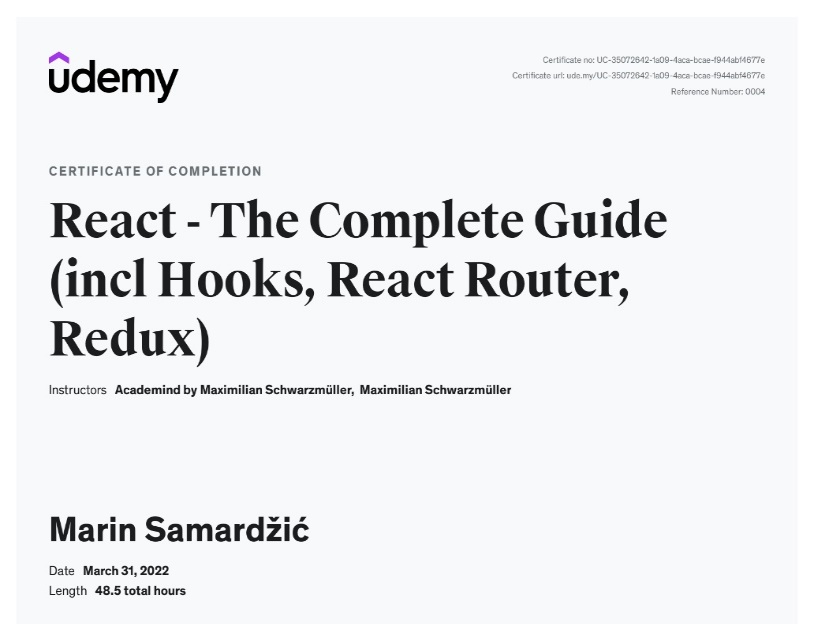 udemy
Certificate no: UC-35072642-1a09-4aca-bcae-f944abf4677e
Certificate url: ude.my/UC-35072642-1a09-4aca-bcae-f944abf4677e
Reference Number: 0004
CERTIFICATE OF COMPLETION
React - The Complete Guide
(incl Hooks, React Router,
Redux)
Instructors Academind by Maximilian Schwarzmüller, Maximilian Schwarzmüller
Marin Samardžić
Date March 31, 2022
Length 48.5 total hours